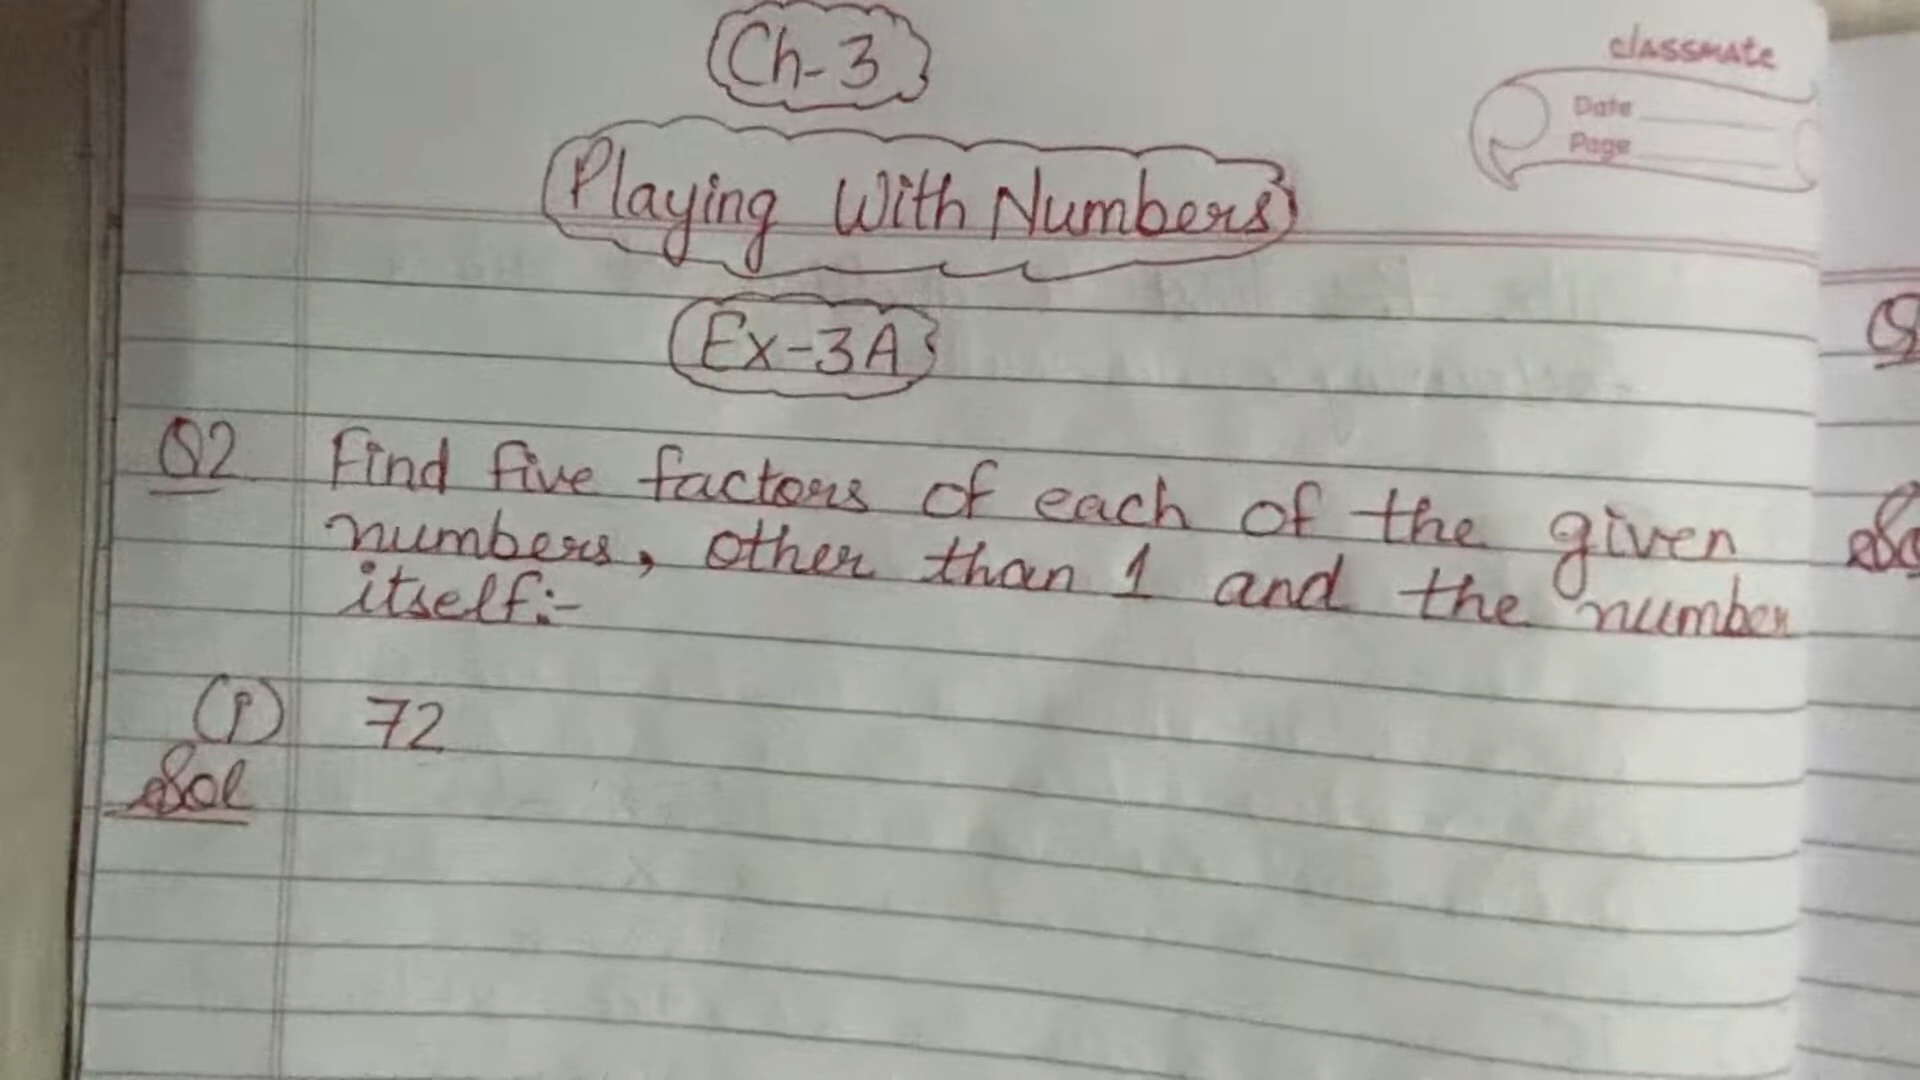 Ch-3
classmate
Date
Page
Playing With Numbers
Ex-3A
Q2 Find five factors of each of the given
numbers, other than 1 and the number
itself:-
(i) 72
Sol